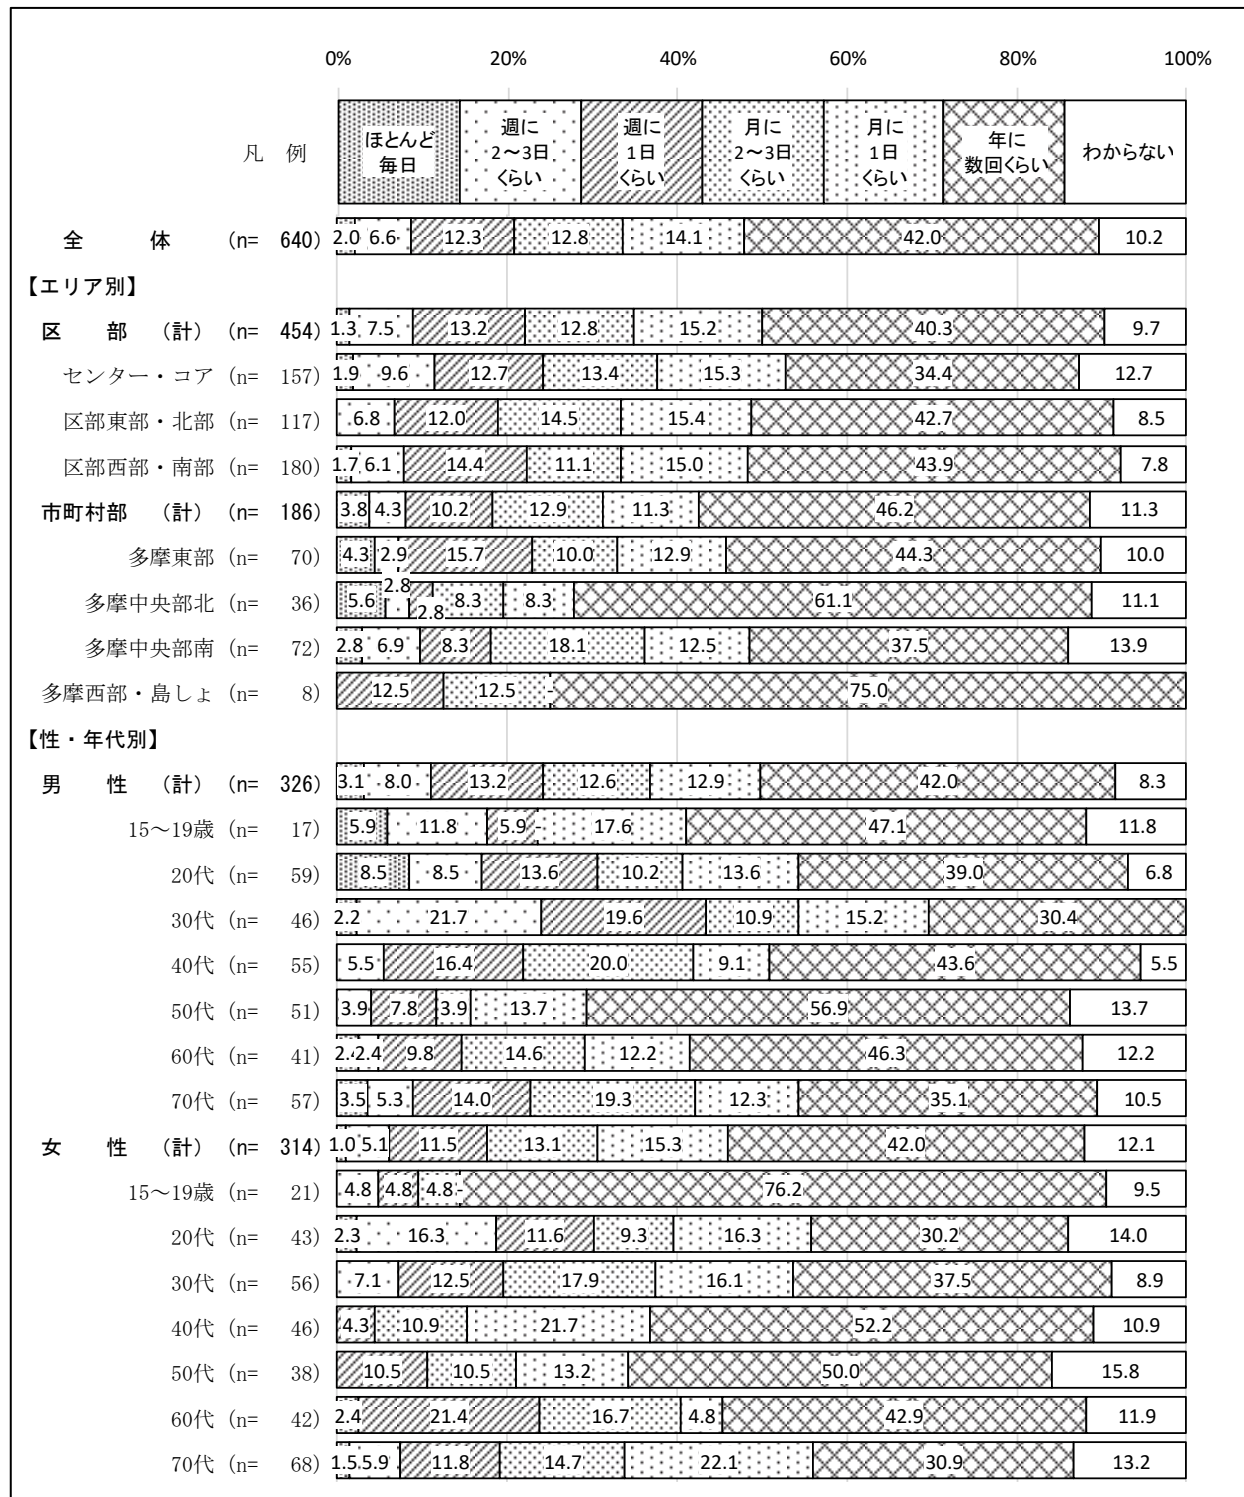 0% 20% 40% 60% 80% 100%
凡 例 ほとんど毎日 週に2～3日くらい 週に1日くらい 月に2～3日くらい 月に1日くらい 年に数回くらい わからない
全 体 (n= 640) 2.0 6.6 12.3 12.8 14.1 42.0 10.2
【エリア別】
区 部 (計) (n= 454) 1.3 7.5 13.2 12.8 15.2 40.3 9.7
センター・コア (n= 157) 1.9 9.6 12.7 13.4 15.3 34.4 12.7
区部東部・北部 (n= 117) 6.8 12.0 14.5 15.4 42.7 8.5
区部西部・南部 (n= 180) 1.7 6.1 14.4 11.1 15.0 43.9 7.8
市町村部 (計) (n= 186) 3.8 4.3 10.2 12.9 11.3 46.2 11.3
多摩東部 (n= 70) 4.3 2.9 15.7 10.0 12.9 44.3 10.0
多摩中央部北 (n= 36) 5.6 2.8 2.8 8.3 8.3 61.1 11.1
多摩中央部南 (n= 72) 2.8 6.9 8.3 18.1 12.5 37.5 13.9
多摩西部・島しょ (n= 8) 12.5 12.5 - 75.0
【性・年代別】
男 性 (計) (n= 326) 3.1 8.0 13.2 12.6 12.9 42.0 8.3
15～19歳 (n= 17) 5.9 11.8 5.9 - 17.6 47.1 11.8
20代 (n= 59) 8.5 8.5 13.6 10.2 13.6 39.0 6.8
30代 (n= 46) 2.2 21.7 19.6 10.9 15.2 30.4
40代 (n= 55) 5.5 16.4 20.0 9.1 43.6 5.5
50代 (n= 51) 3.9 7.8 3.9 13.7 56.9 13.7
60代 (n= 41) 2.4 2.4 9.8 14.6 12.2 46.3 12.2
70代 (n= 57) 3.5 5.3 14.0 19.3 12.3 35.1 10.5
女 性 (計) (n= 314) 1.0 5.1 11.5 13.1 15.3 42.0 12.1
15～19歳 (n= 21) 4.8 4.8 4.8 - 76.2 9.5
20代 (n= 43) 2.3 16.3 11.6 9.3 16.3 30.2 14.0
30代 (n= 56) 7.1 12.5 17.9 16.1 37.5 8.9
40代 (n= 46) 4.3 10.9 21.7 52.2 10.9
50代 (n= 38) 10.5 10.5 13.2 50.0 15.8
60代 (n= 42) 2.4 21.4 16.7 4.8 42.9 11.9
70代 (n= 68) 1.5 5.9 11.8 14.7 22.1 30.9 13.2